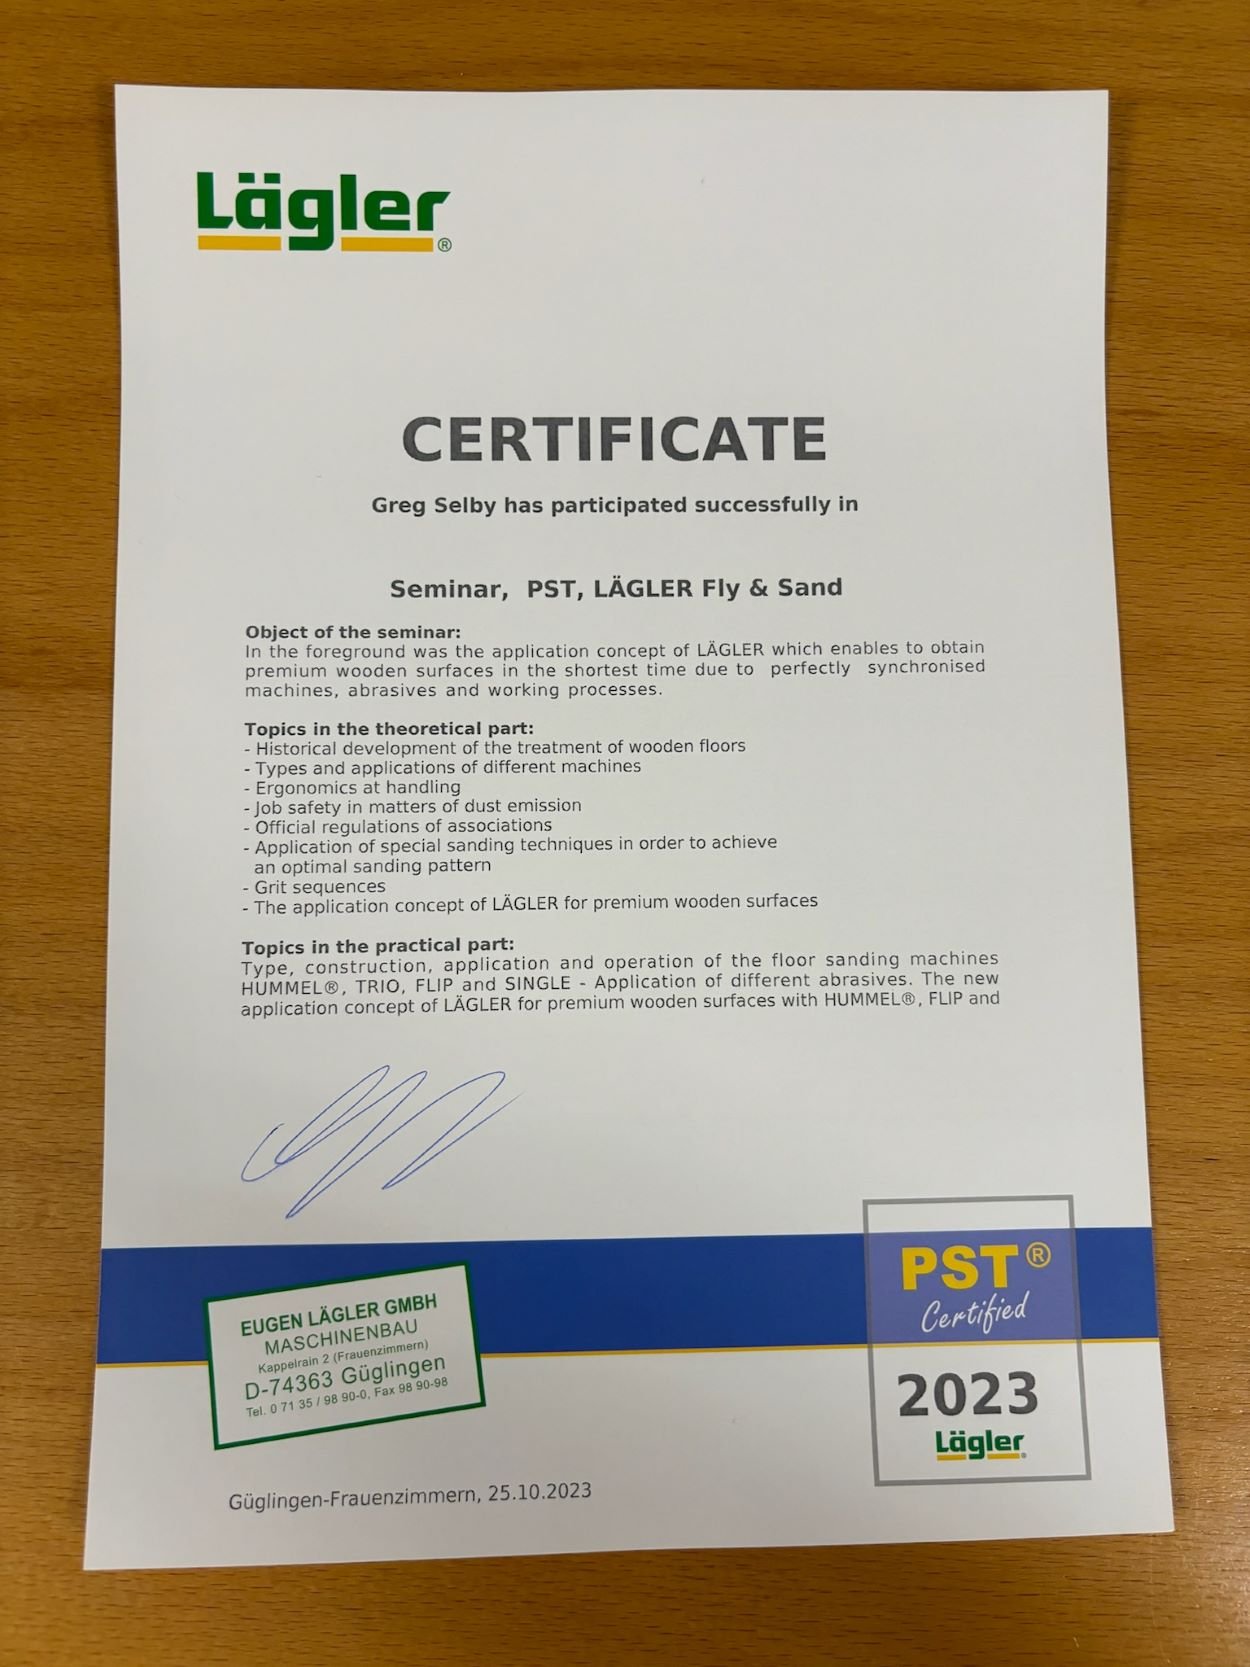 Lägler®
CERTIFICATE
Greg Selby has participated successfully in
Seminar, PST, LÄGLER Fly & Sand
Object of the seminar:
In the foreground was the application concept of LÄGLER which enables to obtain
premium wooden surfaces in the shortest time due to perfectly synchronised
machines, abrasives and working processes.
Topics in the theoretical part:
- Historical development of the treatment of wooden floors
- Types and applications of different machines
- Ergonomics at handling
- Job safety in matters of dust emission
- Official regulations of associations
- Application of special sanding techniques in order to achieve
an optimal sanding pattern
- Grit sequences
- The application concept of LÄGLER for premium wooden surfaces
Topics in the practical part:
Type, construction, application and operation of the floor sanding machines
HUMMEL®, TRIO, FLIP and SINGLE - Application of different abrasives. The new
application concept of LÄGLER for premium wooden surfaces with HUMMEL®, FLIP and
EUGEN LÄGLER GMBH
MASCHINENBAU
Kappelrain 2 (Frauenzimmern)
D-74363 Güglingen
Tel. 0 71 35 / 98 90-0, Fax 98 90-98
PST®
Certified
2023
Lägler®
Güglingen-Frauenzimmern, 25.10.2023